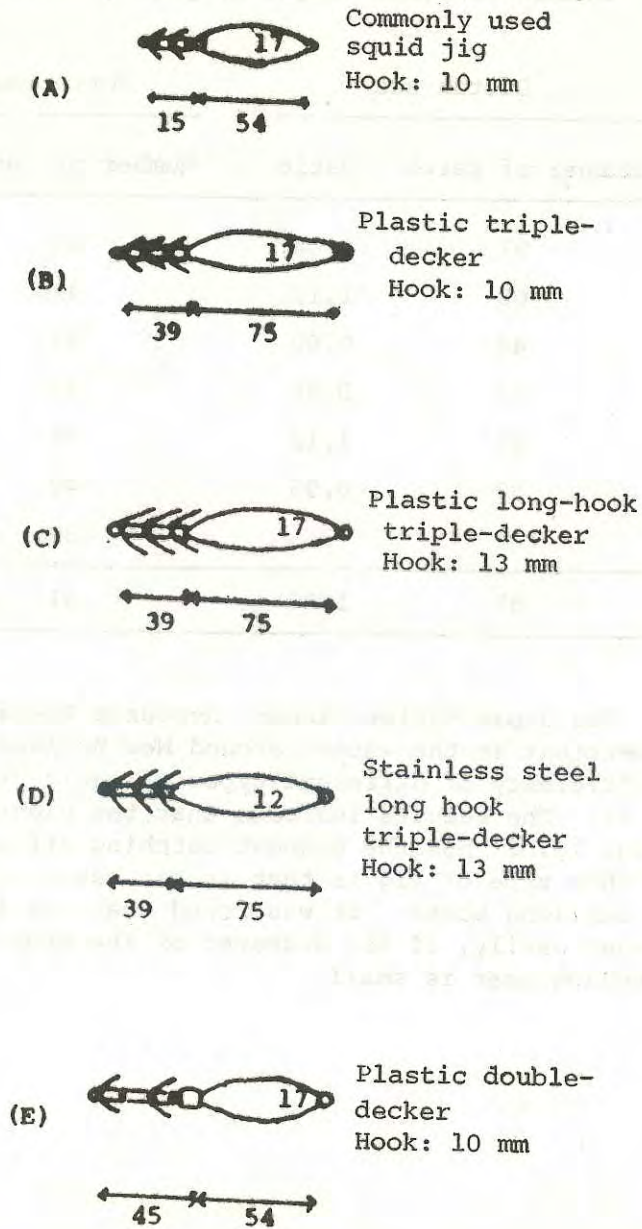 Commonly used
squid jig
Hook: 10 mm
17
(A)
15 54
Plastic triple-
decker
Hook: 10 mm
17
(B)
39 75
Plastic long-hook
triple-decker
Hook: 13 mm
17
(C)
39 75
Stainless steel
long hook
triple-decker
Hook: 13 mm
12
(D)
39 75
Plastic double-
decker
Hook: 10 mm
17
(E)
45 54